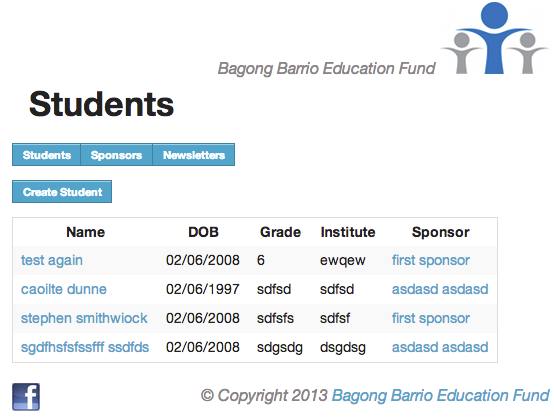 Bagong Barrio Education Fund
Students
Students Sponsors Newsletters
Create Student
Name DOB Grade Institute Sponsor
test again 02/06/2008 6 ewqew first sponsor
caoilte dunne 02/06/1997 sdfsd sdfsd asdasd asdasd
stephen smithwiock 02/06/2008 sdfsfs sdfsf first sponsor
sgdfhsfsfssfff ssdfds 02/06/2008 sdgsdg dsgdsg asdasd asdasd
f © Copyright 2013 Bagong Barrio Education Fund